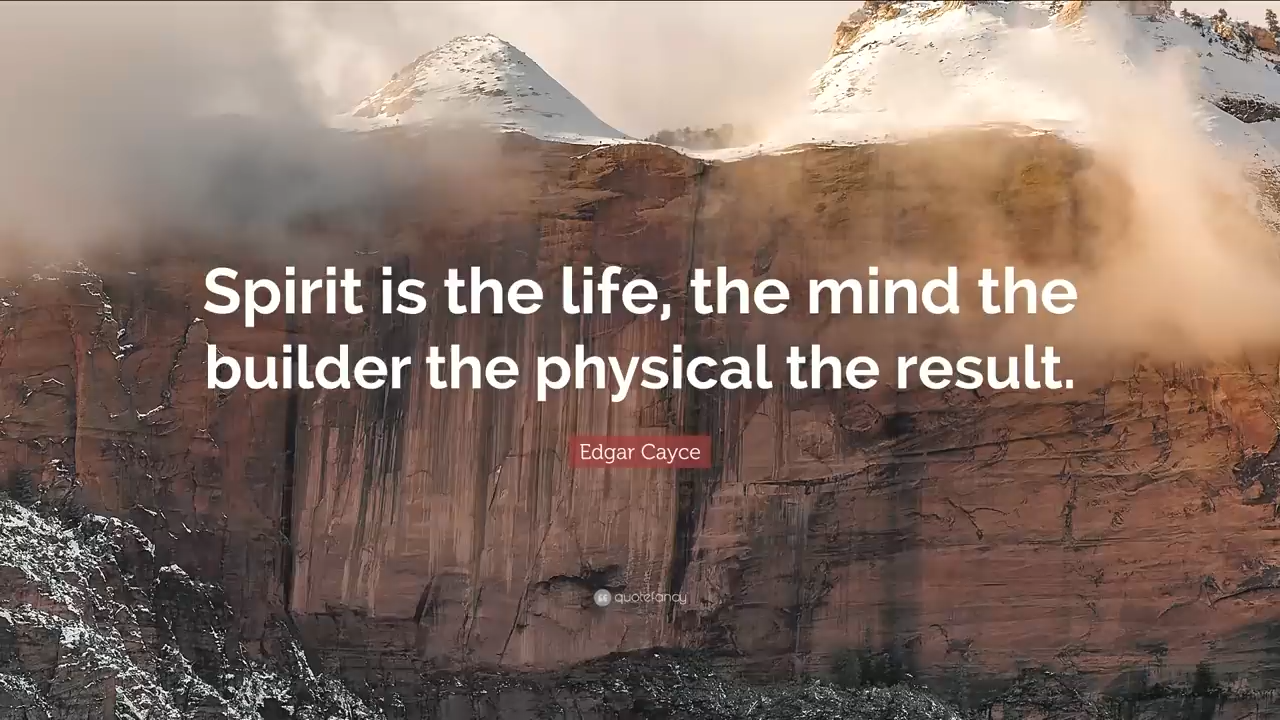 Spirit is the life, the mind the
builder the physical the result.
Edgar Cayce
quotefancy